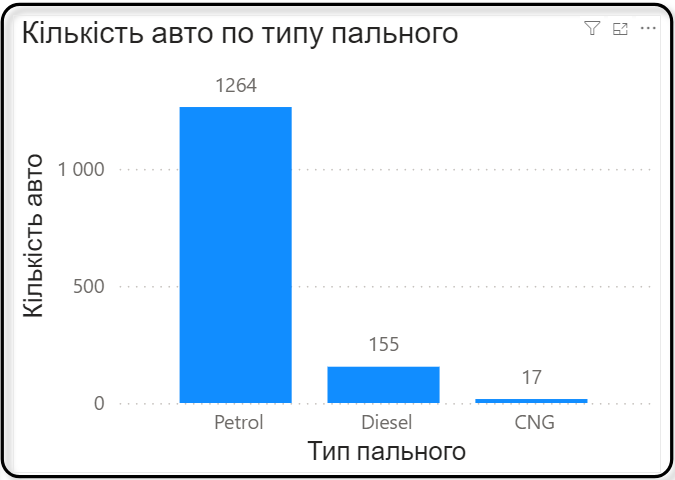 Кількість авто по типу пального
1264
1 000
155
500
17
0
Petrol
Diesel
CNG
Кількість авто
Тип пального